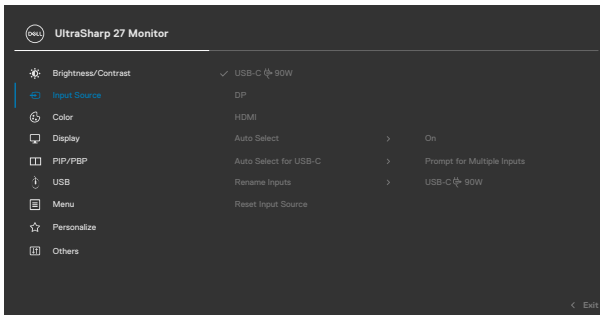 DELL UltraSharp 27 Monitor
Brightness/Contrast USB-C 90W
Input Source DP
Color HDMI
Display Auto Select > On
PIP/PBP Auto Select for USB-C > Prompt for Multiple Inputs
USB Rename Inputs > USB-C 90W
Menu Reset Input Source
Personalize
Others
< Exit